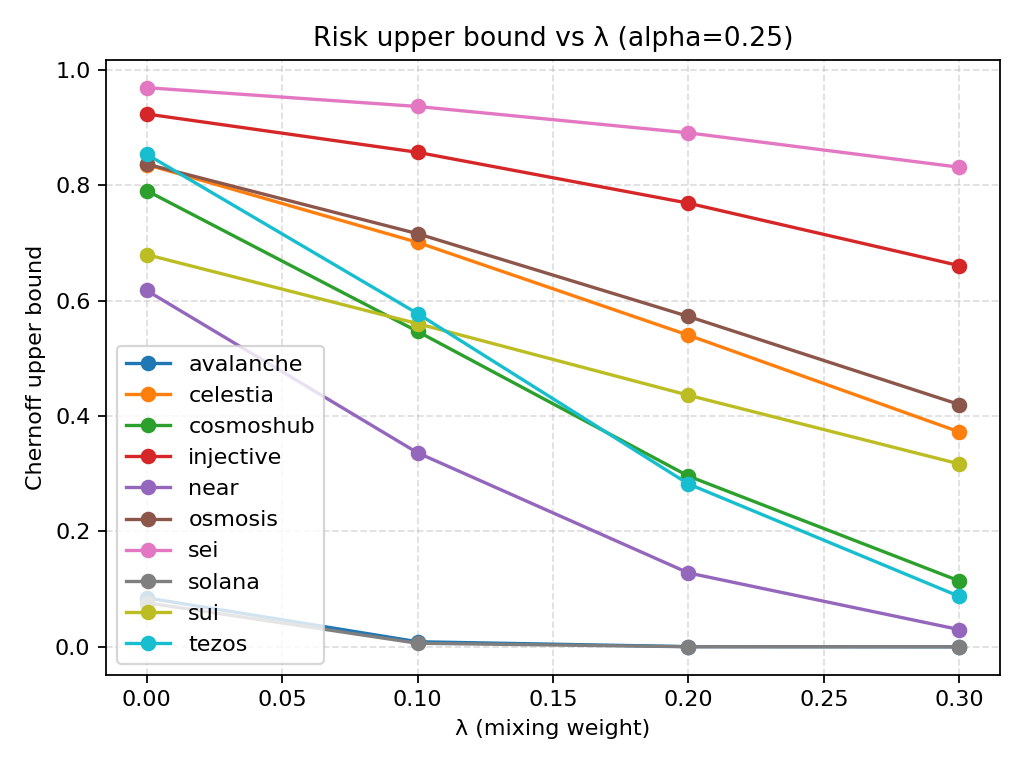 Risk upper bound vs λ (alpha=0.25)
Chernoff upper bound
1.0
0.8
0.6
0.4
0.2
0.0
avalanche
celestia
cosmoshub
injective
near
osmosis
sei
solana
sui
tezos
0.00 0.05 0.10 0.15 0.20 0.25 0.30
λ (mixing weight)